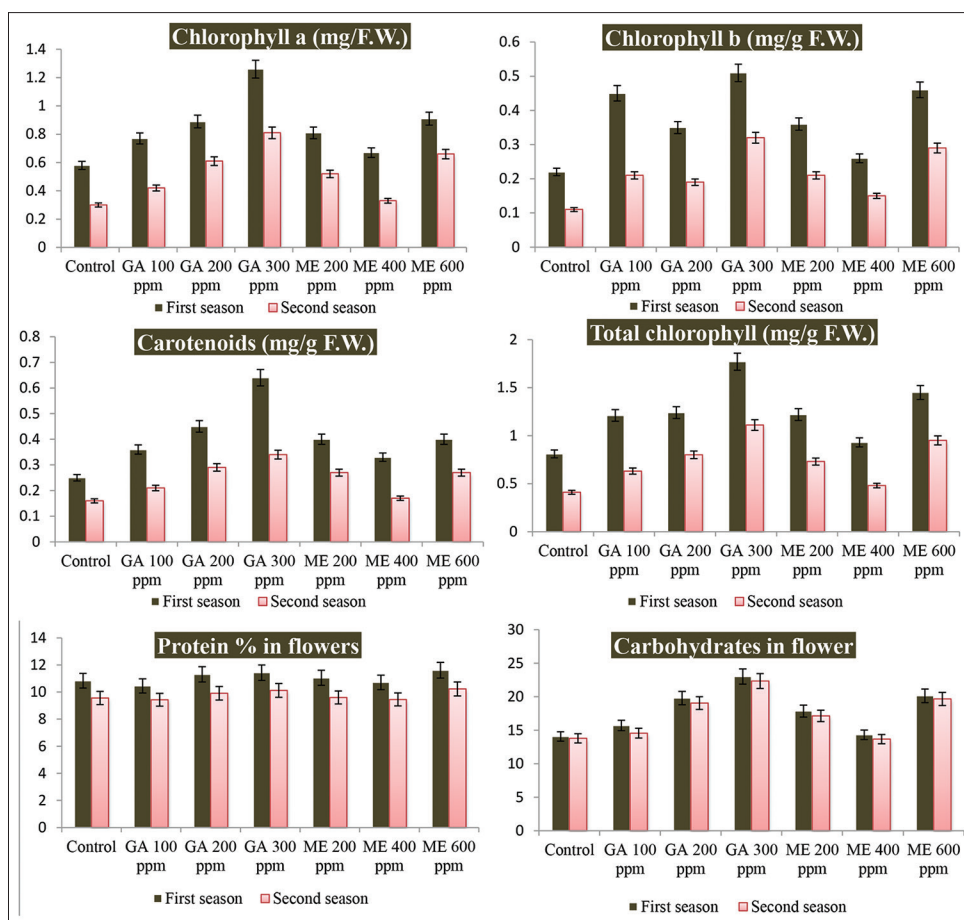 Chlorophyll a (mg/F.W.)
1.4
1.2
1
0.8
0.6
0.4
0.2
0
Control GA 100 GA 200 GA 300 ME 200 ME 400 ME 600
ppm ppm ppm ppm ppm ppm
First season Second season
Chlorophyll b (mg/g F.W.)
0.6
0.5
0.4
0.3
0.2
0.1
0
Control GA 100 GA 200 GA 300 ME 200 ME 400 ME 600
ppm ppm ppm ppm ppm ppm
First season Second season
Carotenoids (mg/g F.W.)
0.8
0.7
0.6
0.5
0.4
0.3
0.2
0.1
0
Control GA 100 GA 200 GA 300 ME 200 ME 400 ME 600
ppm ppm ppm ppm ppm ppm
First season Second season
Total chlorophyll (mg/g F.W.)
2
1.5
1
0.5
0
Control GA 100 GA 200 GA 300 ME 200 ME 400 ME 600
ppm ppm ppm ppm ppm ppm
First season Second season
Protein % in flowers
14
12
10
8
6
4
2
0
Control GA 100 GA 200 GA 300 ME 200 ME 400 ME 600
ppm ppm ppm ppm ppm ppm
First season Second season
Carbohydrates in flower
30
25
20
15
10
5
0
Control GA 100 GA 200 GA 300 ME 200 ME 400 ME 600
ppm ppm ppm ppm ppm ppm
First season Second season